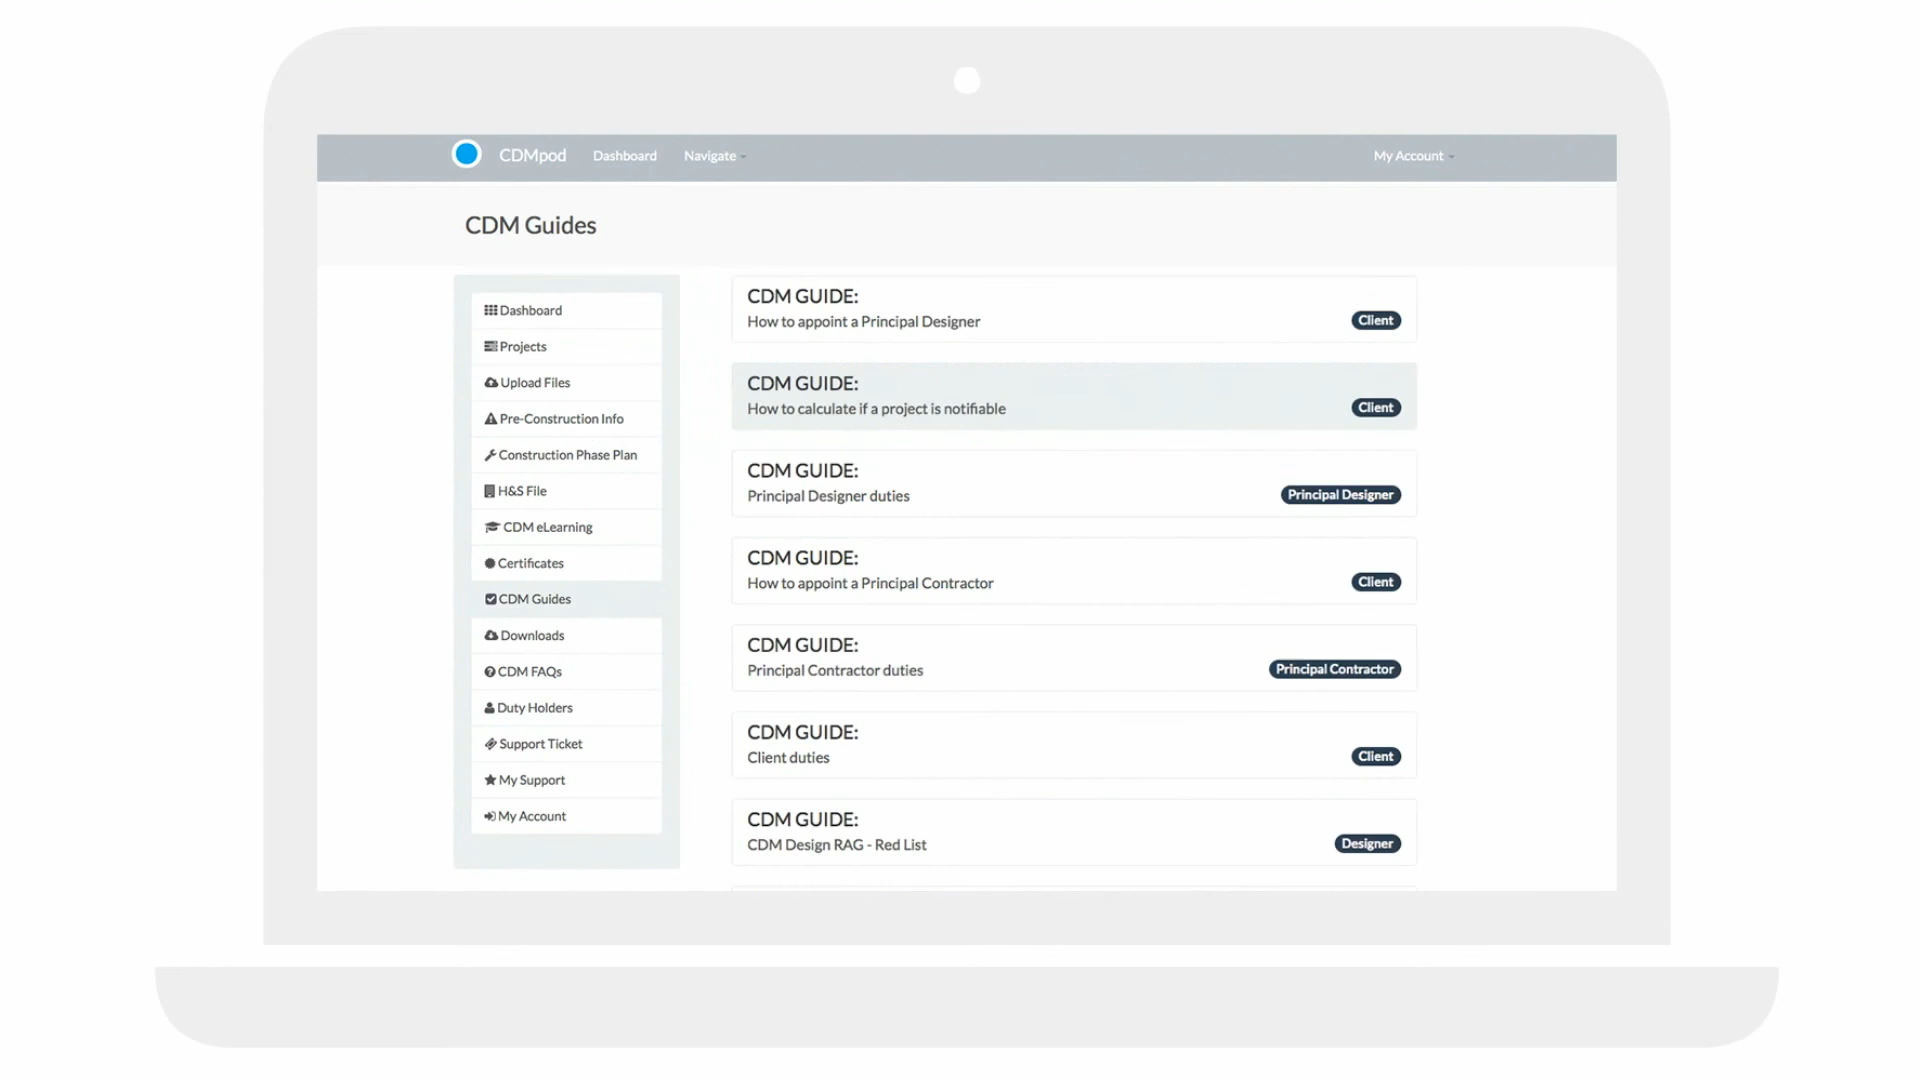 CDMpod
Dashboard
Navigate
My Account
CDM Guides
Dashboard
Projects
Upload Files
Pre-Construction Info
Construction Phase Plan
H&S File
CDM eLearning
Certificates
CDM Guides
Downloads
CDM FAQs
Duty Holders
Support Ticket
My Support
My Account
CDM GUIDE:
How to appoint a Principal Designer
Client
CDM GUIDE:
How to calculate if a project is notifiable
Client
CDM GUIDE:
Principal Designer duties
Principal Designer
CDM GUIDE:
How to appoint a Principal Contractor
Client
CDM GUIDE:
Principal Contractor duties
Principal Contractor
CDM GUIDE:
Client duties
Client
CDM GUIDE:
CDM Design RAG - Red List
Designer